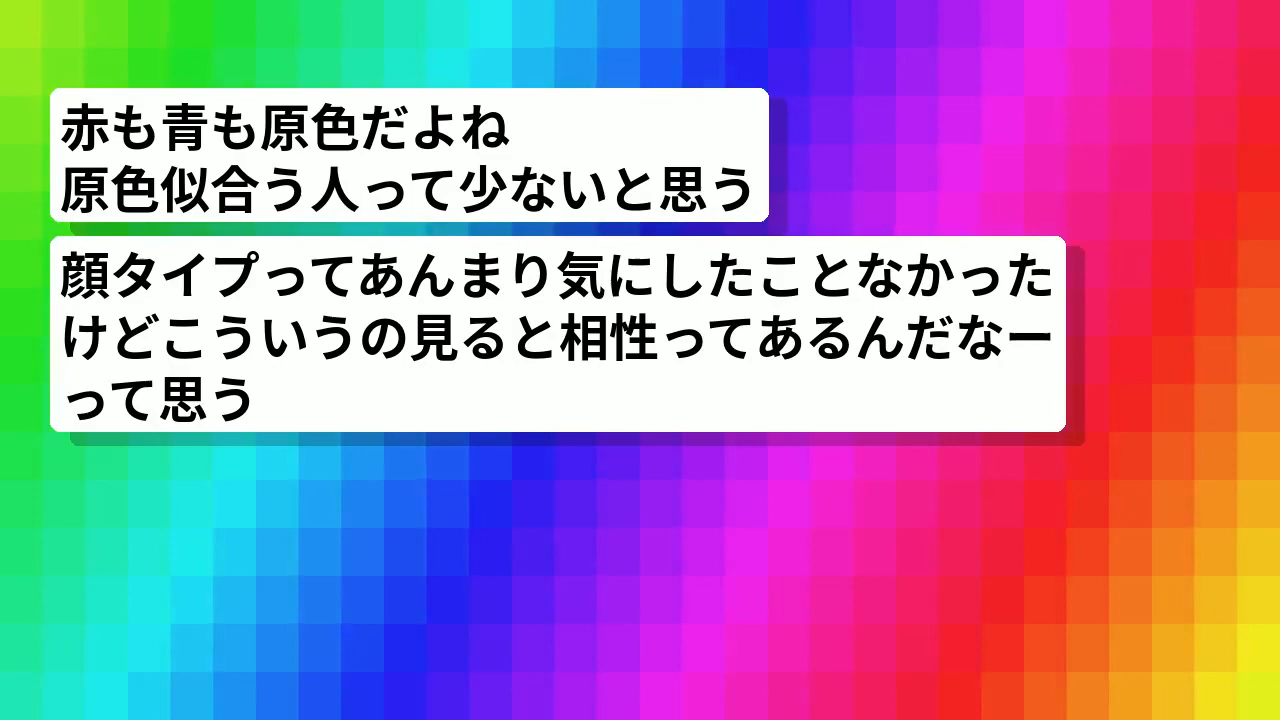 赤も青も原色だよね
原色似合う人って少ないと思う
顔タイプってあんまり気にしたことなかった
けどこういうの見ると相性ってあるんだなー
って思う